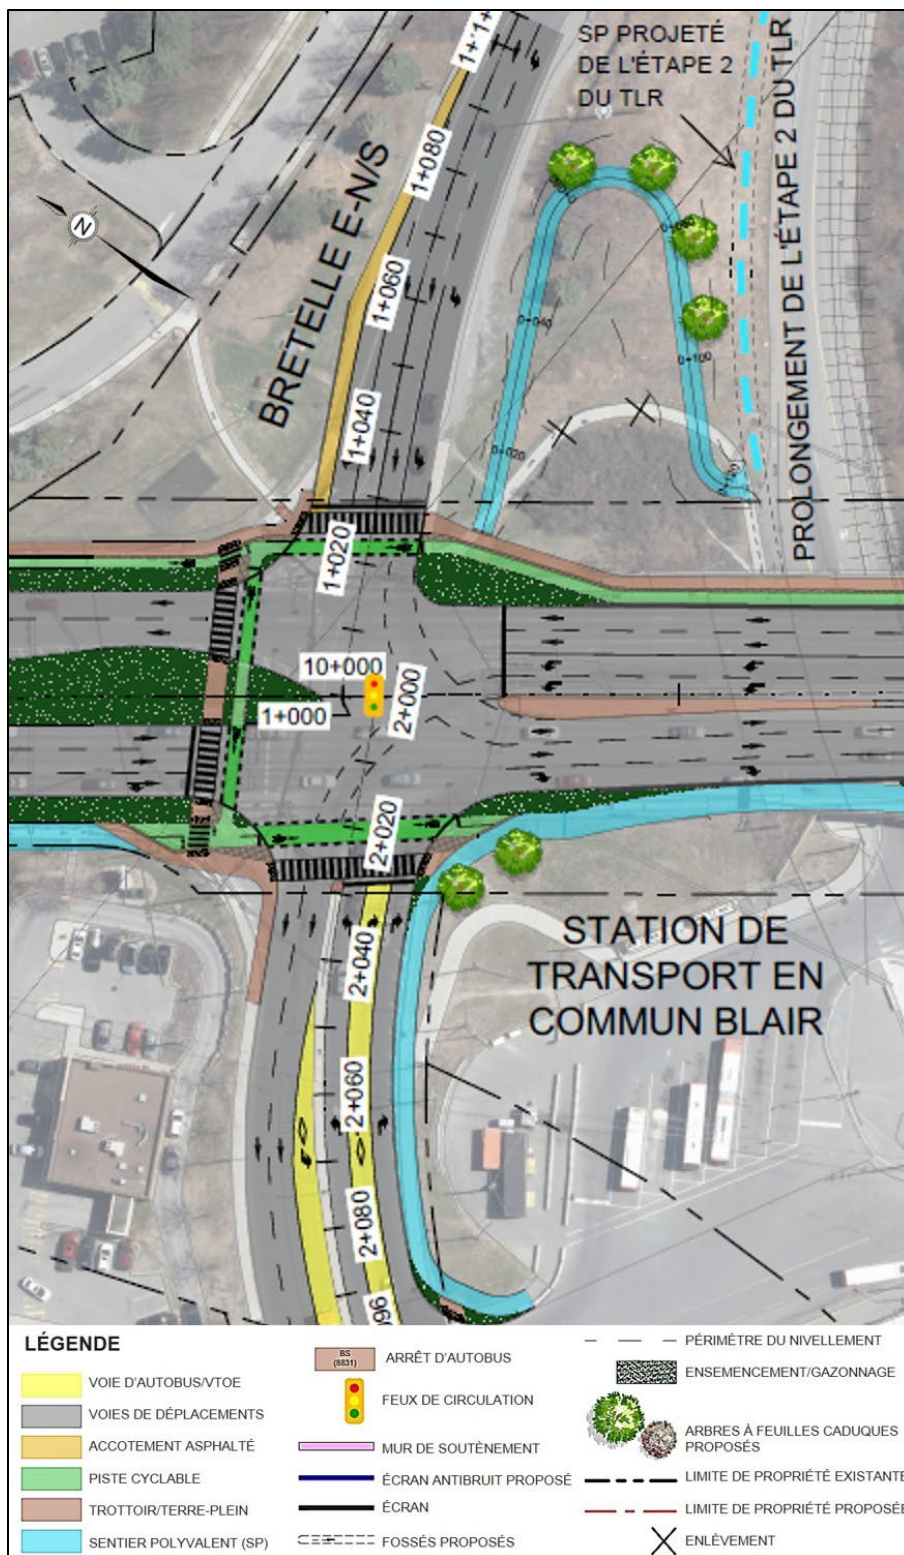 1+1
SP PROJETÉ
DE L'ÉTAPE 2
DU TLR
PROLONGEMENT DE L'ÉTAPE 2 DU TLR
1+080
BRETELLE E-N/S
N
1+060
0+040
0+100
1+040
0+020
1+020
10+000
2+000
1+000
2+020
2+040
STATION DE
TRANSPORT EN
COMMUN BLAIR
2+060
2+080
096
LÉGENDE
VOIE D'AUTOBUS/VTOE
VOIES DE DÉPLACEMENTS
ACCOTEMENT ASPHALTÉ
PISTE CYCLABLE
TROTTOIR/TERRE-PLEIN
SENTIER POLYVALENT (SP)
BS
(8831)
ARRÊT D'AUTOBUS
FEUX DE CIRCULATION
MUR DE SOUTÈNEMENT
ÉCRAN ANTIBRUIT PROPOSÉ
ÉCRAN
FOSSÉS PROPOSÉS
PÉRIMÈTRE DU NIVELLEMENT
ENSEMENCEMENT/GAZONNAGE
ARBRES À FEUILLES CADUQUES
PROPOSÉS
LIMITE DE PROPRIÉTÉ EXISTANTE
LIMITE DE PROPRIÉTÉ PROPOSÉE
ENLÈVEMENT